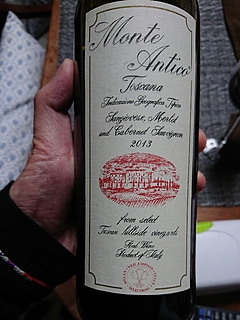 Monte
Antico
Toscana
Indicazione Geografica Tipica
Sangiovese, Merlot
and Cabernet Sauvignon
2013
from select
Tuscan hillside vineyards
Red Wine
Product of Italy